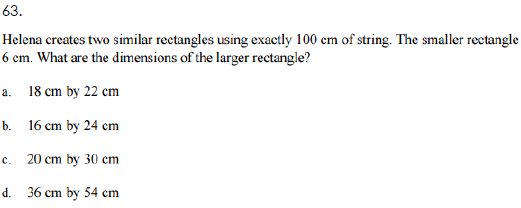 63.
Helena creates two similar rectangles using exactly 100 cm of string. The smaller rectangle
6 cm. What are the dimensions of the larger rectangle?
a. 18 cm by 22 cm
b. 16 cm by 24 cm
c. 20 cm by 30 cm
d. 36 cm by 54 cm